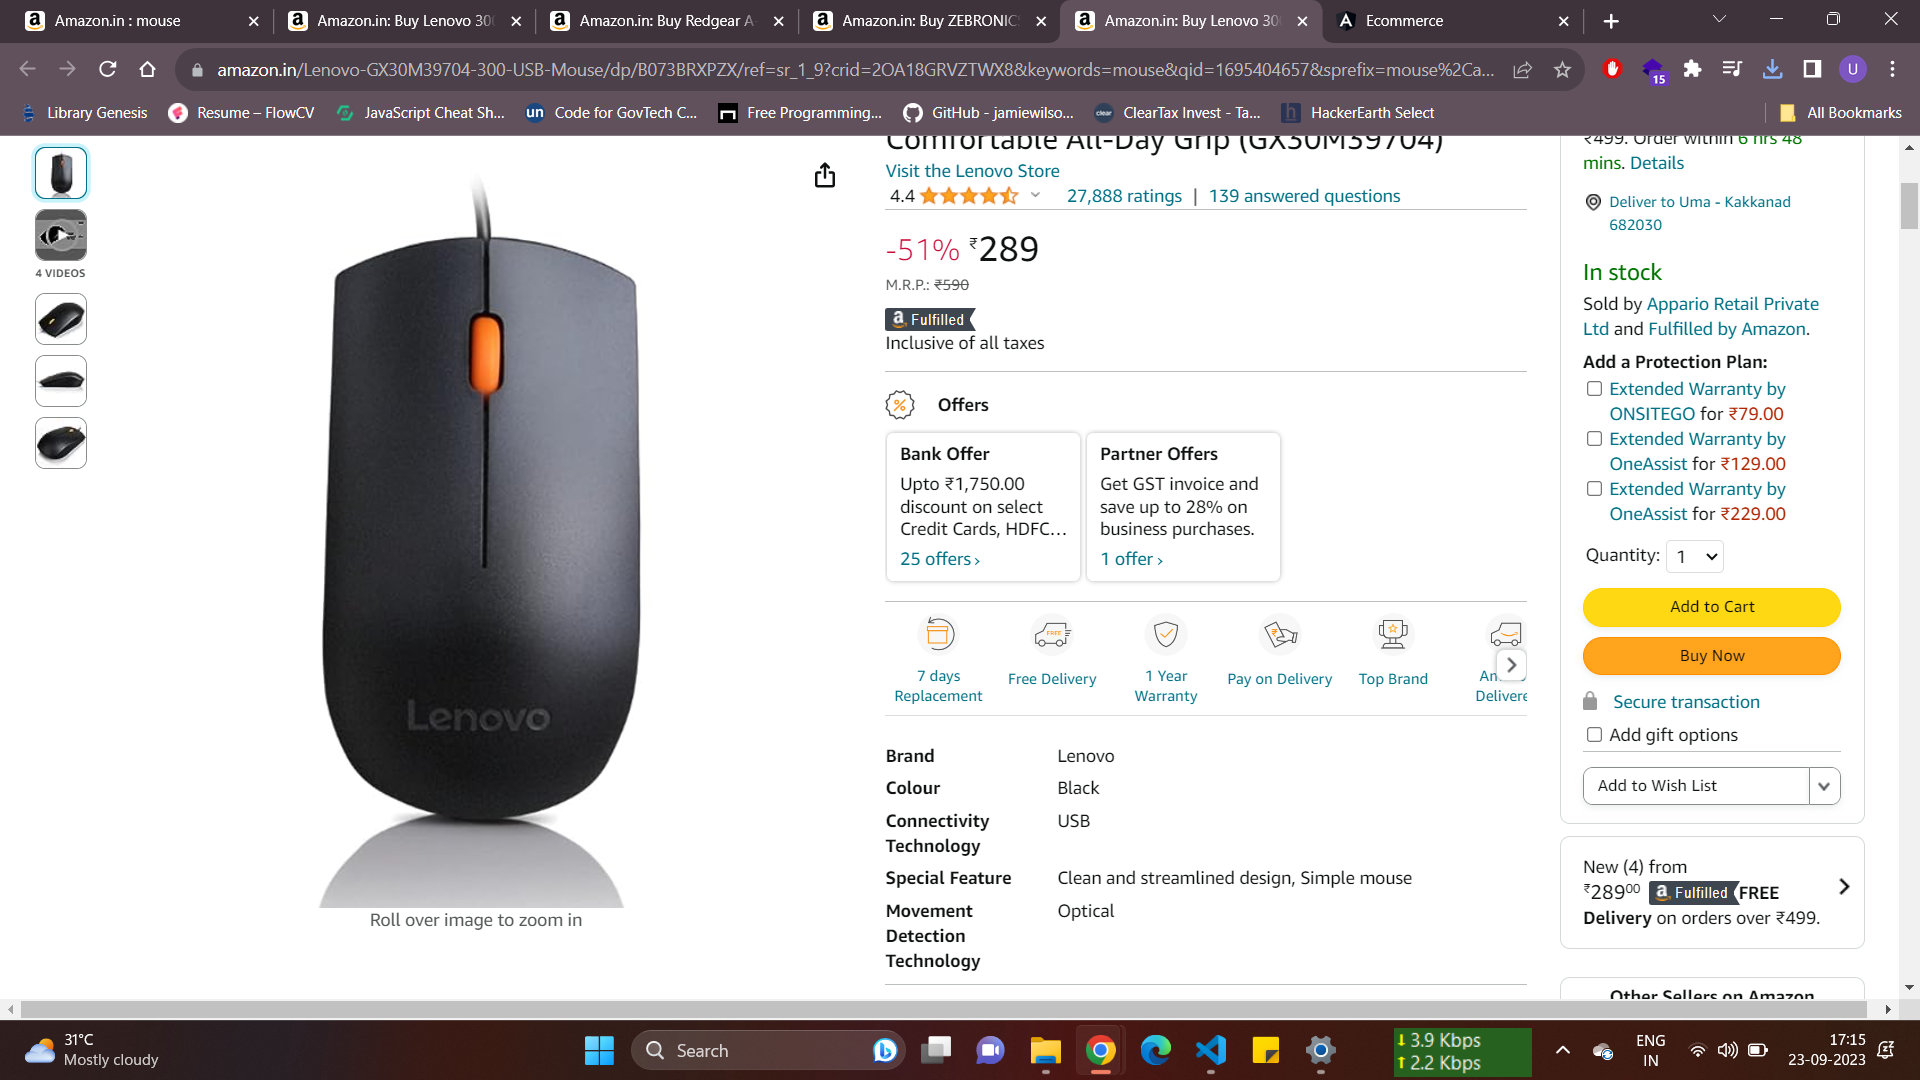 Amazon.in : mouse
Amazon.in: Buy Lenovo 300
Amazon.in: Buy Redgear A-
Amazon.in: Buy ZEBRONICS
Amazon.in: Buy Lenovo 300
Ecommerce
amazon.in/Lenovo-GX30M39704-300-USB-Mouse/dp/B073BRXPZX/ref=sr_1_9?crid=2OA18GRVZTWX8&keywords=mouse&qid=1695404657&sprefix=mouse%2Ca...
15
U
Library Genesis
Resume – FlowCV
JavaScript Cheat Sh...
un Code for GovTech C...
Free Programming...
GitHub - jamiewilso...
clear ClearTax Invest - Ta...
h HackerEarth Select
All Bookmarks
4 VIDEOS
Lenovo
Roll over image to zoom in
Comfortable All-Day Grip (GX30M39704)
Visit the Lenovo Store
4.4
27,888 ratings | 139 answered questions
-51% ₹289
M.R.P.: ₹590
a Fulfilled
Inclusive of all taxes
Offers
Bank Offer
Upto ₹1,750.00
discount on select
Credit Cards, HDFC...
25 offers ›
Partner Offers
Get GST invoice and
save up to 28% on
business purchases.
1 offer ›
FREE
7 days
Replacement
Free Delivery
1 Year
Warranty
Pay on Delivery
Top Brand
Delivere
Brand Lenovo
Colour Black
Connectivity USB
Technology
Special Feature Clean and streamlined design, Simple mouse
Movement Optical
Detection
Technology
₹499. Order within 6 hrs 48
mins. Details
Deliver to Uma - Kakkanad
682030
In stock
Sold by Appario Retail Private
Ltd and Fulfilled by Amazon.
Add a Protection Plan:
Extended Warranty by
ONSITEGO for ₹79.00
Extended Warranty by
OneAssist for ₹129.00
Extended Warranty by
OneAssist for ₹229.00
Quantity: 1
Add to Cart
Buy Now
Secure transaction
Add gift options
Add to Wish List
New (4) from
₹28900 a Fulfilled FREE
Delivery on orders over ₹499.
Other Sellers on Amazon
31°C
Mostly cloudy
Search
3.9 Kbps
2.2 Kbps
ENG
IN
17:15
23-09-2023